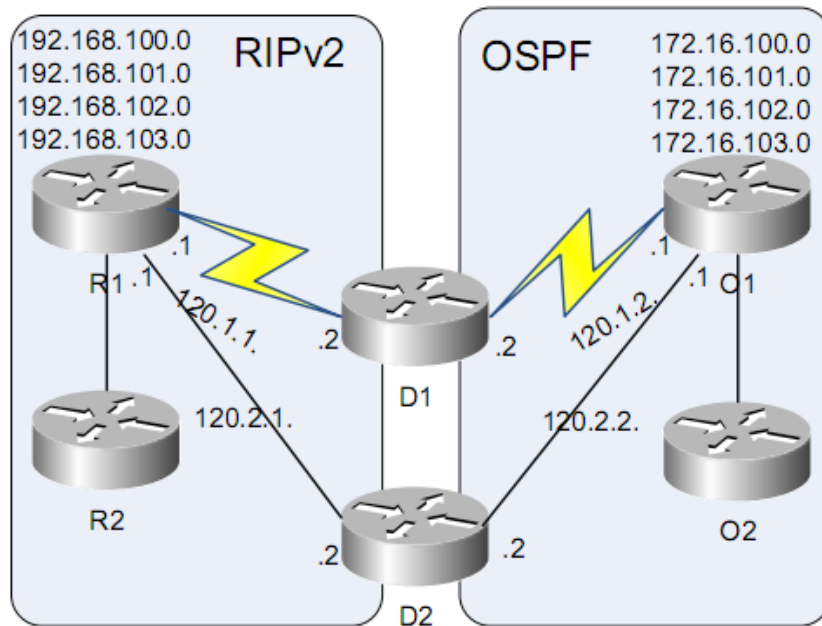 192.168.100.0
192.168.101.0
192.168.102.0
192.168.103.0
RIPv2
OSPF
172.16.100.0
172.16.101.0
172.16.102.0
172.16.103.0
.1
.1
R1
.1
.1
O1
120.1.1.
120.1.2.
.2
.2
D1
120.2.1.
120.2.2.
R2
O2
.2
.2
D2